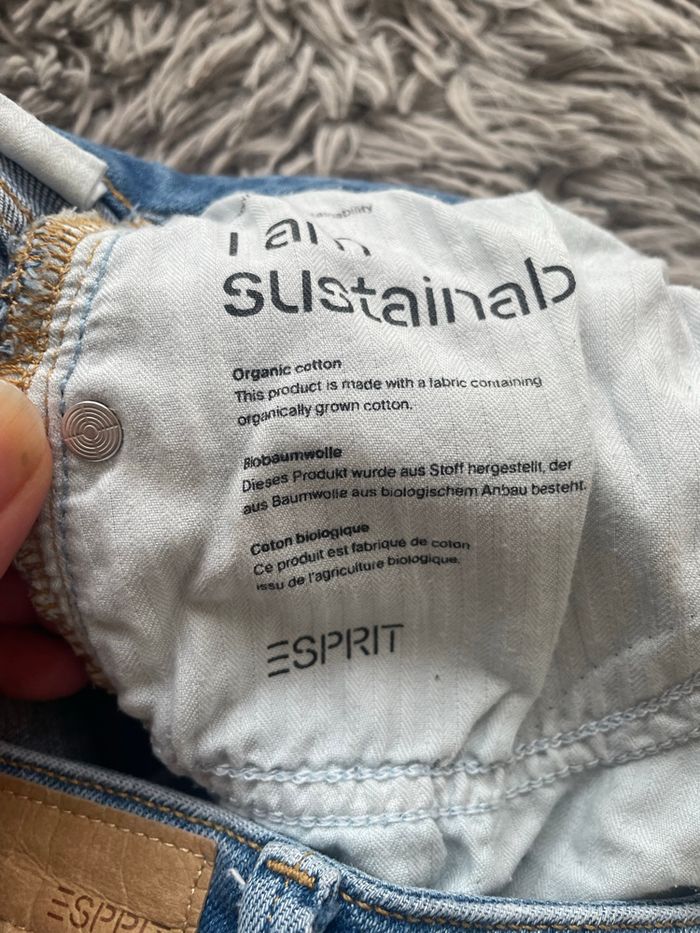 I am
sustainab
Organic cotton
This product is made with a fabric containing
organically grown cotton.
Biobaumwolle
Dieses Produkt wurde aus Stoff hergestellt, der
aus Baumwolle aus biologischem Anbau besteht.
Coton biologique
Ce produit est fabriqué de coton
issu de l'agriculture biologique.
ESPRIT
ESPRIT